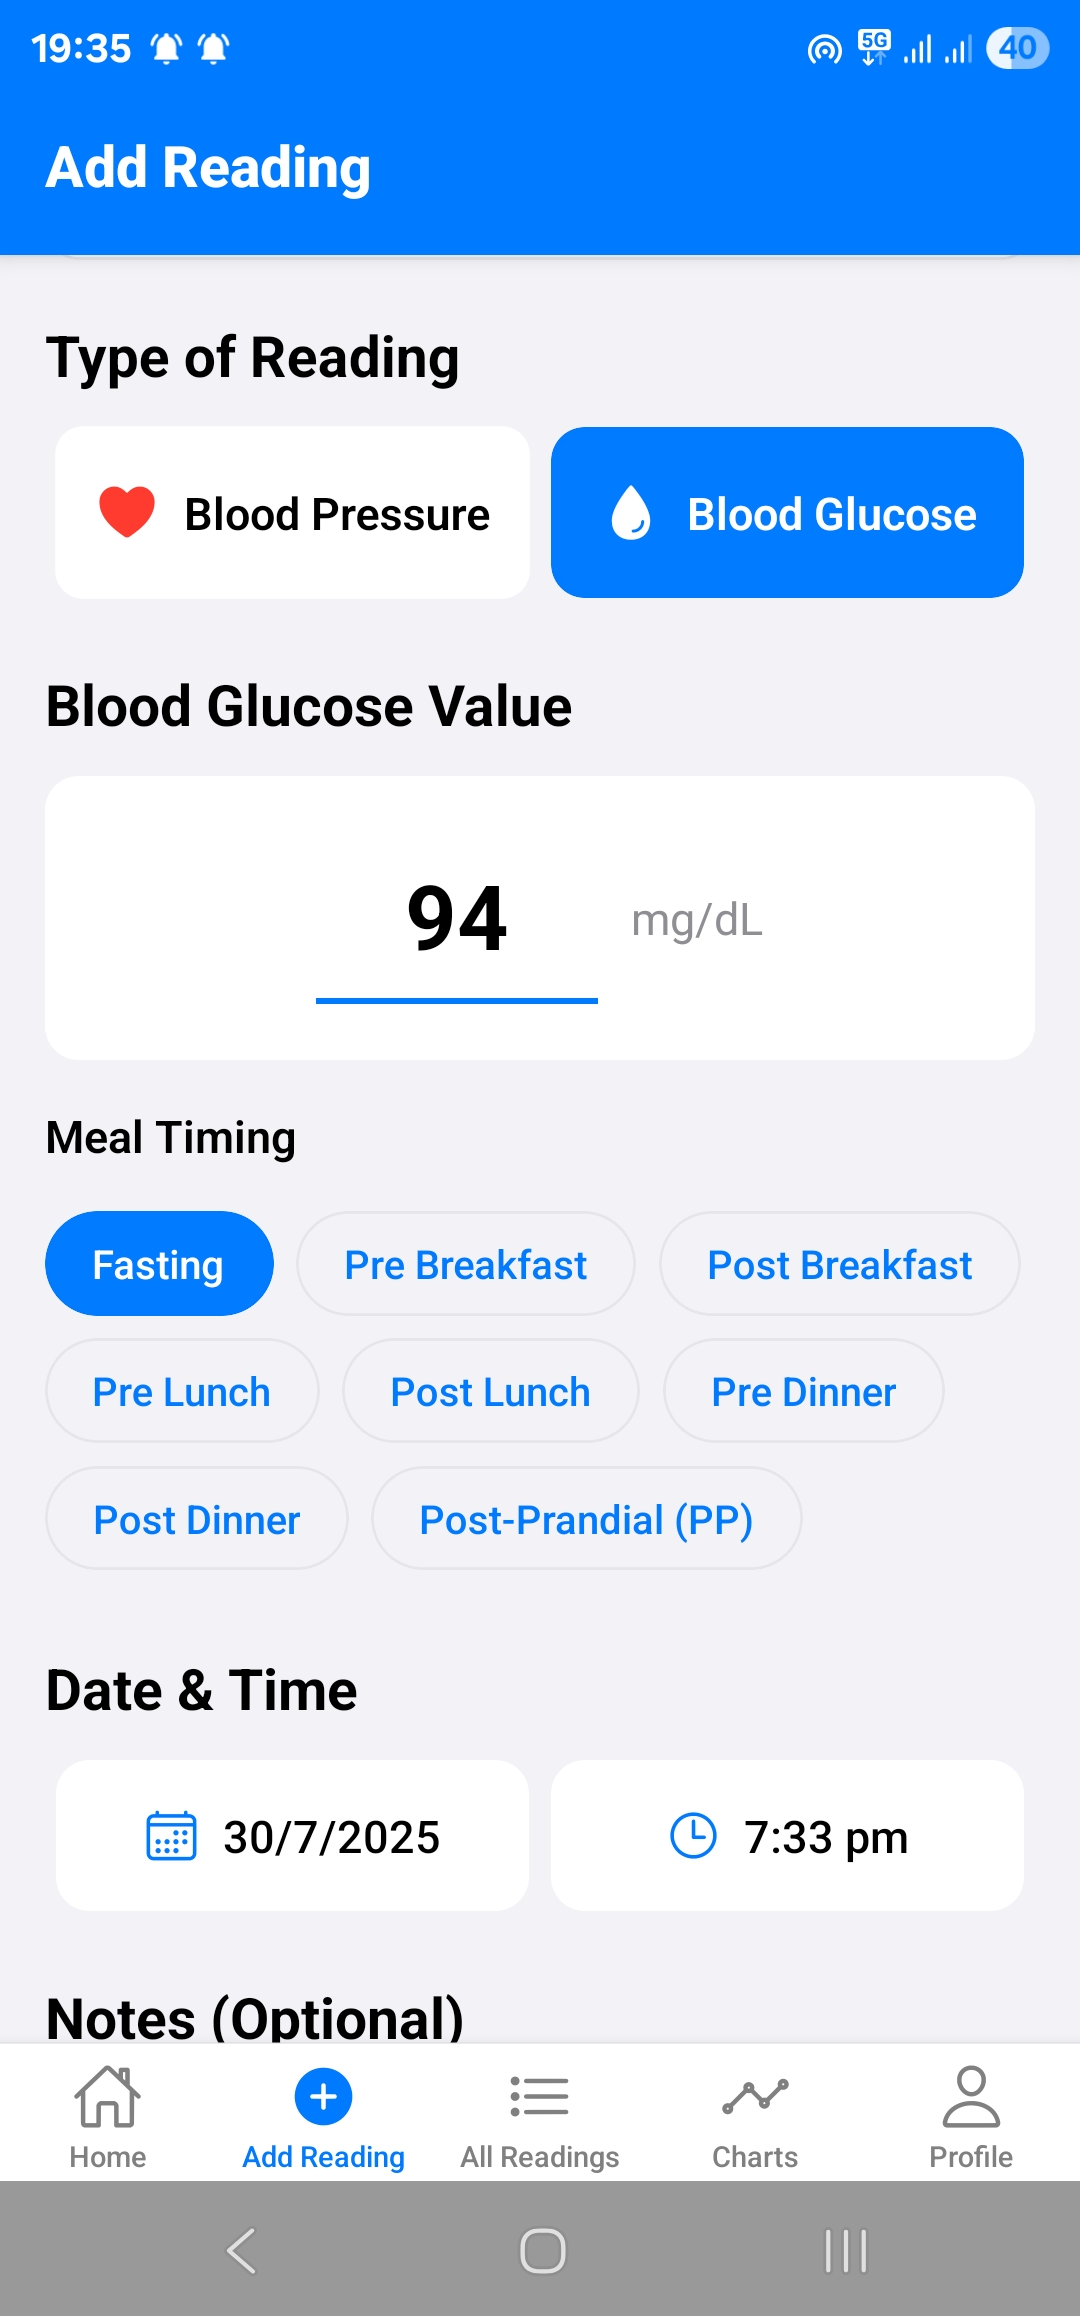 19:35 5G 40
Add Reading
Type of Reading
Blood Pressure Blood Glucose
Blood Glucose Value
94 mg/dL
Meal Timing
Fasting Pre Breakfast Post Breakfast
Pre Lunch Post Lunch Pre Dinner
Post Dinner Post-Prandial (PP)
Date & Time
30/7/2025 7:33 pm
Notes (Optional)
Home Add Reading All Readings Charts Profile